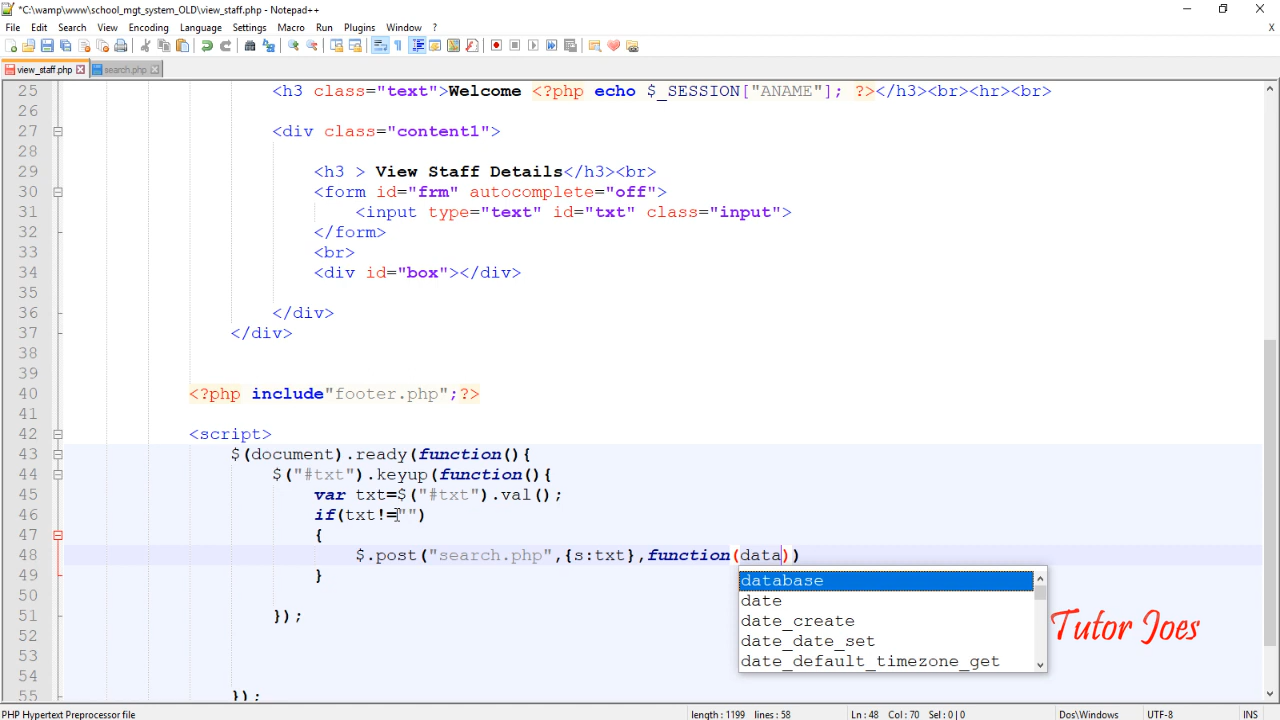 *C:\wamp\www\school_mgt_system_OLD\view_staff.php - Notepad++
File Edit Search View Encoding Language Settings Macro Run Plugins Window ? X
view_staff.php search.php
25 <h3 class="text">Welcome <?php echo $_SESSION["ANAME"]; ?></h3><br><hr><br>
26
27 <div class="content1">
28
29 <h3 > View Staff Details</h3><br>
30 <form id="frm" autocomplete="off">
31 <input type="text" id="txt" class="input">
32 </form>
33 <br>
34 <div id="box"></div>
35
36 </div>
37 </div>
38
39
40 <?php include"footer.php";?>
41
42 <script>
43 $(document).ready(function(){
44 $("#txt").keyup(function(){
45 var txt=$("#txt").val();
46 if(txt!="")
47 {
48 $.post("search.php",{s:txt},function(data))
49 }
50
51 });
52
53
54
55 });
database
date
date_create
date_date_set
date_default_timezone_get
Tutor Joes
PHP Hypertext Preprocessor file length : 1199 lines : 58 Ln : 48 Col : 70 Sel : 0 | 0 Dos\Windows UTF-8 INS